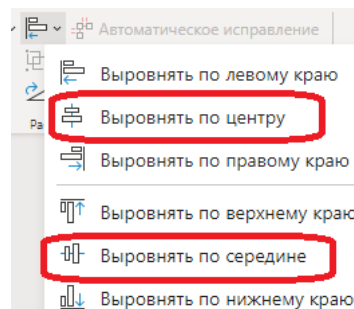 Автоматическое исправление
Выровнять по левому краю
Ра
Выровнять по центру
Выровнять по правому краю
Выровнять по верхнему краю
Выровнять по середине
Выровнять по нижнему краю